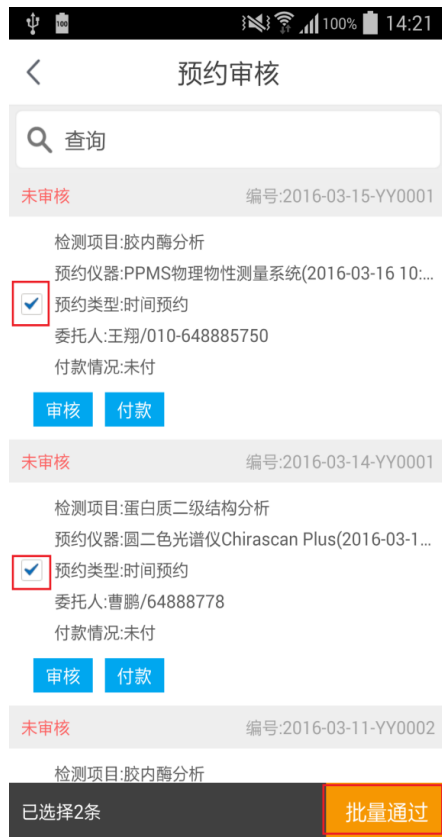 100
100% 14:21
预约审核
查询
未审核 编号:2016-03-15-YY0001
检测项目:胶内酶分析
预约仪器:PPMS物理物性测量系统(2016-03-16 10:...
预约类型:时间预约
委托人:王翔/010-648885750
付款情况:未付
审核 付款
未审核 编号:2016-03-14-YY0001
检测项目:蛋白质二级结构分析
预约仪器:圆二色光谱仪Chirascan Plus(2016-03-1...
预约类型:时间预约
委托人:曹鹏/64888778
付款情况:未付
审核 付款
未审核 编号:2016-03-11-YY0002
检测项目:胶内酶分析
已选择2条 批量通过